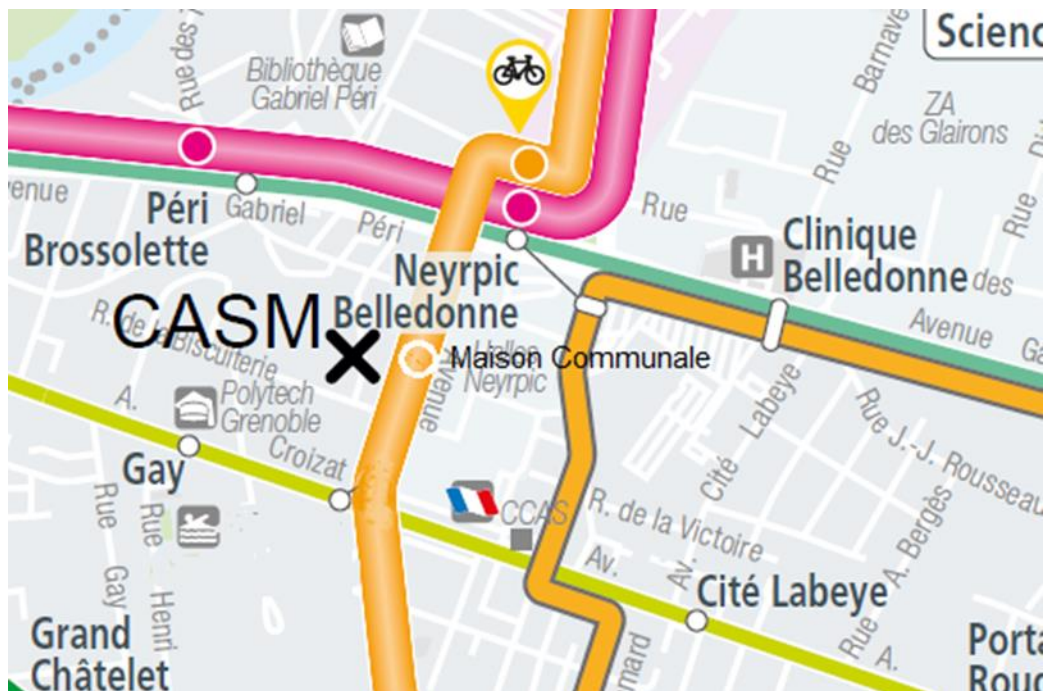 Rue des
Bibliothèque
Gabriel Péri
Scienc
Barnave
Rue
ZA
des Glairons
Rue
Péri
Brossolette
venue
Gabriel
Péri
Rue
Neyrpic
Belledonne
H
Clinique
Belledonne
des
Avenue
Ga
CASM
R. de la Biscuiterie
Maison Communale
Halles
Neyrpic
Avenue
Polytech
Grenoble
A.
Croizat
Gay
Rue
Gay
Rue
Henri
CCAS
R. de la Victoire
Av.
Av.
Cité
Labeye
Rue J.-J. Rousseau
Rue A. Bergès
A.
Cité Labeye
Grand
Châtelet
Porta
Roug